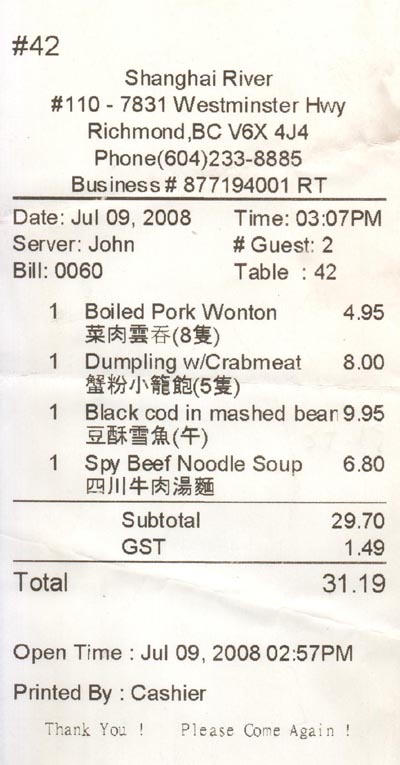 #42
Shanghai River
#110 - 7831 Westminster Hwy
Richmond,BC V6X 4J4
Phone(604)233-8885
Business # 877194001 RT
Date: Jul 09, 2008 Time: 03:07PM
Server: John # Guest: 2
Bill: 0060 Table : 42
1 Boiled Pork Wonton 4.95
菜肉雲吞(8隻)
1 Dumpling w/Crabmeat 8.00
蟹粉小籠飽(5隻)
1 Black cod in mashed bean 9.95
豆酥雪魚(午)
1 Spy Beef Noodle Soup 6.80
四川牛肉湯麵
Subtotal 29.70
GST 1.49
Total 31.19
Open Time : Jul 09, 2008 02:57PM
Printed By : Cashier
Thank You ! Please Come Again !